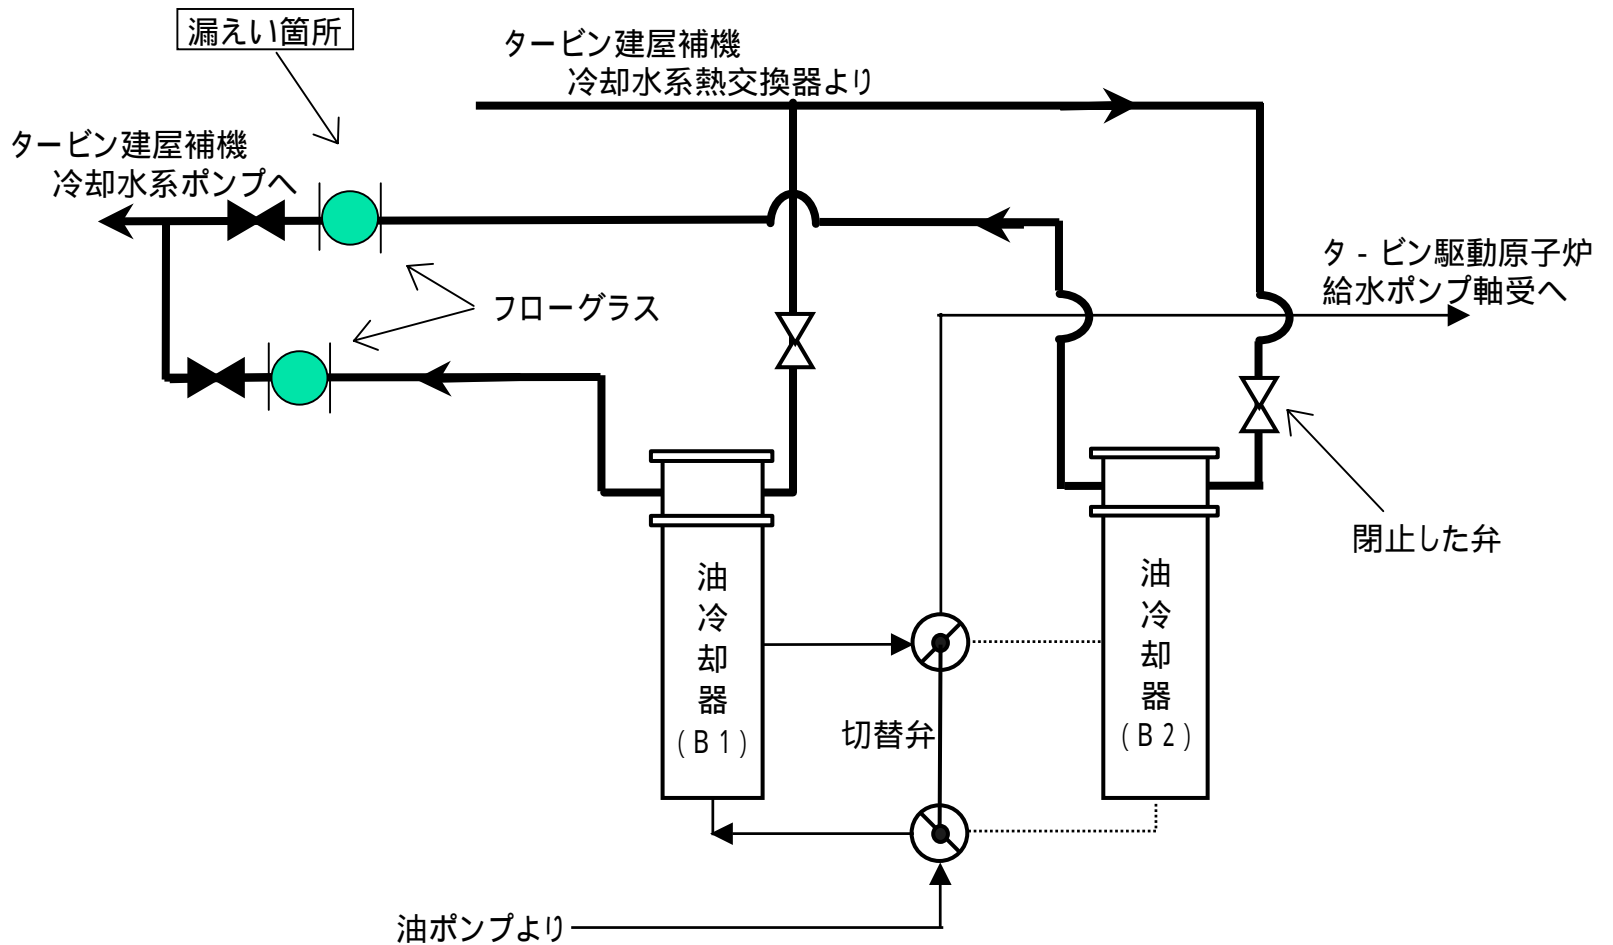 漏えい箇所
タービン建屋補機
冷却水系熱交換器より
タービン建屋補機
冷却水系ポンプへ
タ-ビン駆動原子炉
給水ポンプ軸受へ
フローグラス
閉止した弁
油冷却器
(B1)
油冷却器
(B2)
切替弁
油ポンプより